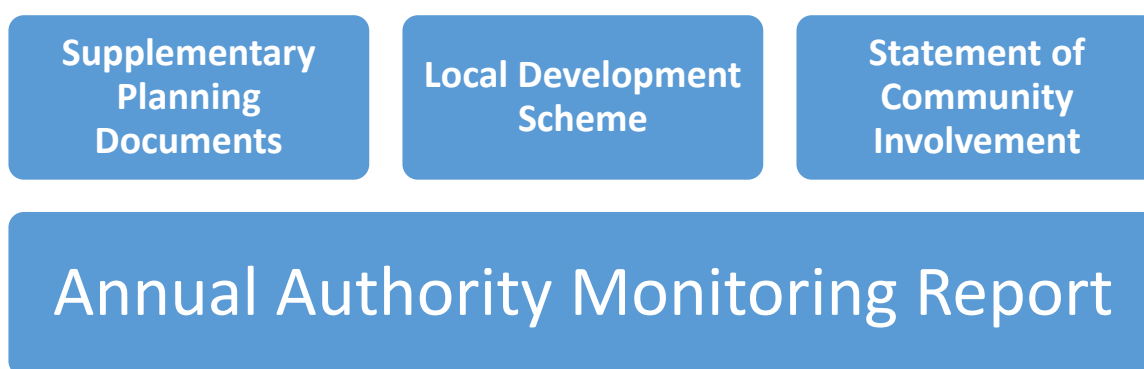 Supplementary
Planning
Documents
Local Development
Scheme
Statement of
Community
Involvement
Annual Authority Monitoring Report